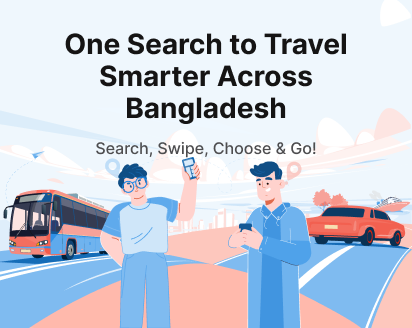 One Search to Travel
Smarter Across
Bangladesh
Search, Swipe, Choose & Go!